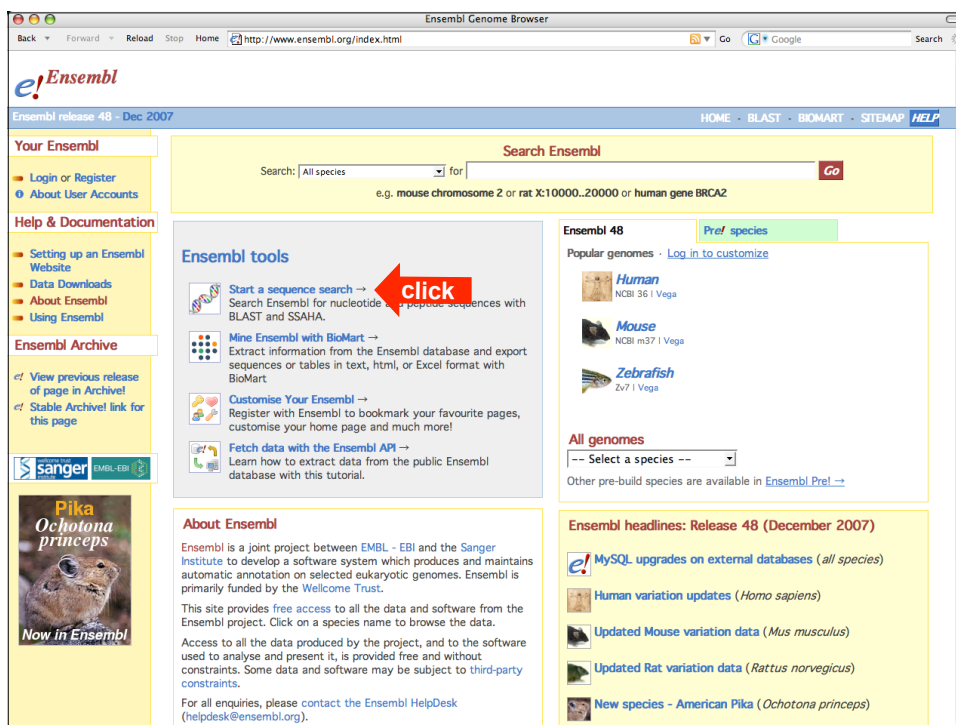 Ensembl Genome Browser
Back Forward Reload Stop Home http://www.ensembl.org/index.html Go Google Search
e! Ensembl
Ensembl release 48 - Dec 2007
HOME · BLAST · BIOMART · SITEMAP HELP
Your Ensembl
Login or Register
About User Accounts
Help & Documentation
Setting up an Ensembl
Website
Data Downloads
About Ensembl
Using Ensembl
Ensembl Archive
View previous release
of page in Archive!
Stable Archive! link for
this page
wellcome trust
sanger
institute
EMBL-EBI
Pika
Ochotona
princeps
Now in Ensembl
Search Ensembl
Search: All species for Go
e.g. mouse chromosome 2 or rat X:10000..20000 or human gene BRCA2
Ensembl tools
Start a sequence search →
click
Search Ensembl for nucleotide and peptide sequences with
BLAST and SSAHA.
Mine Ensembl with BioMart →
Extract information from the Ensembl database and export
sequences or tables in text, html, or Excel format with
BioMart
Customise Your Ensembl →
Register with Ensembl to bookmark your favourite pages,
customise your home page and much more!
Fetch data with the Ensembl API →
Learn how to extract data from the public Ensembl
database with this tutorial.
Ensembl 48
Pre! species
Popular genomes · Log in to customize
Human
NCBI 36 | Vega
Mouse
NCBI m37 | Vega
Zebrafish
Zv7 | Vega
All genomes
-- Select a species --
Other pre-build species are available in Ensembl Pre! →
About Ensembl
Ensembl is a joint project between EMBL - EBI and the Sanger
Institute to develop a software system which produces and maintains
automatic annotation on selected eukaryotic genomes. Ensembl is
primarily funded by the Wellcome Trust.
This site provides free access to all the data and software from the
Ensembl project. Click on a species name to browse the data.
Access to all the data produced by the project, and to the software
used to analyse and present it, is provided free and without
constraints. Some data and software may be subject to third-party
constraints.
For all enquiries, please contact the Ensembl HelpDesk
(helpdesk@ensembl.org).
Ensembl headlines: Release 48 (December 2007)
MySQL upgrades on external databases (all species)
Human variation updates (Homo sapiens)
Updated Mouse variation data (Mus musculus)
Updated Rat variation data (Rattus norvegicus)
New species - American Pika (Ochotona princeps)